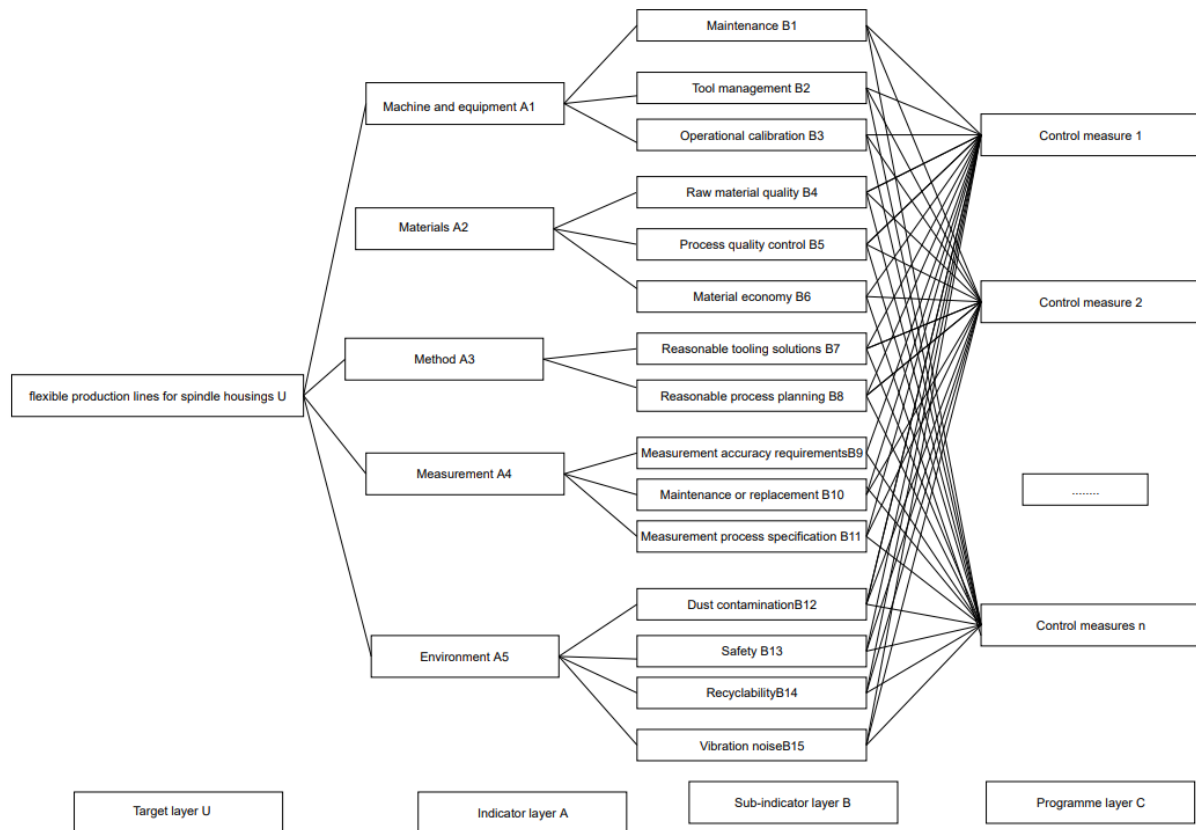 Maintenance B1
Machine and equipment A1
Tool management B2
Operational calibration B3
Control measure 1
Raw material quality B4
Materials A2
Process quality control B5
Material economy B6
Control measure 2
Reasonable tooling solutions B7
Method A3
Reasonable process planning B8
flexible production lines for spindle housings U
Measurement accuracy requirementsB9
Measurement A4
Maintenance or replacement B10
........
Measurement process specification B11
Dust contaminationB12
Control measures n
Environment A5
Safety B13
RecyclabilityB14
Vibration noiseB15
Target layer U
Indicator layer A
Sub-indicator layer B
Programme layer C